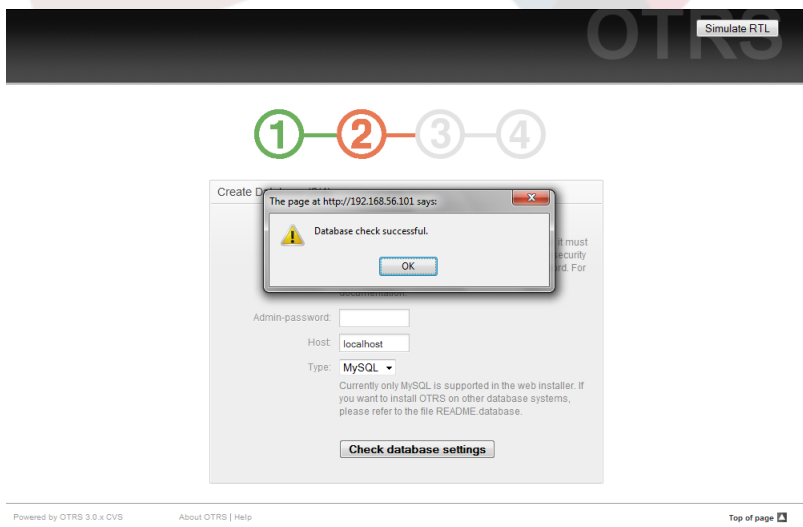 OTRS
Simulate RTL
1 2 3 4
Create D
The page at http://192.168.56.101 says:
Database check successful.
OK
it must
security
rd. For
documentation.
Admin-password:
Host: localhost
Type: MySQL
Currently only MySQL is supported in the web installer. If
you want to install OTRS on other database systems,
please refer to the file README.database.
Check database settings
Powered by OTRS 3.0.x CVS About OTRS | Help Top of page